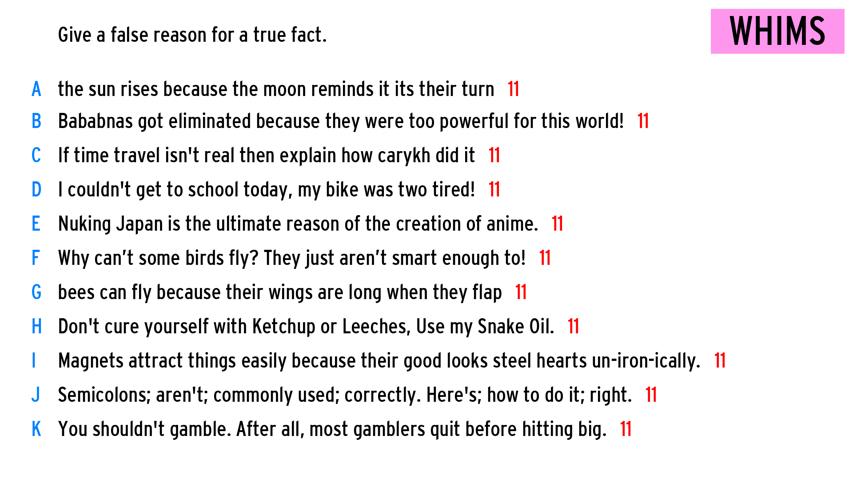 Give a false reason for a true fact.
WHIMS
A the sun rises because the moon reminds it its their turn 11
B Bababnas got eliminated because they were too powerful for this world! 11
C If time travel isn't real then explain how carykh did it 11
D I couldn't get to school today, my bike was two tired! 11
E Nuking Japan is the ultimate reason of the creation of anime. 11
F Why can’t some birds fly? They just aren’t smart enough to! 11
G bees can fly because their wings are long when they flap 11
H Don't cure yourself with Ketchup or Leeches, Use my Snake Oil. 11
I Magnets attract things easily because their good looks steel hearts un-iron-ically. 11
J Semicolons; aren't; commonly used; correctly. Here's; how to do it; right. 11
K You shouldn't gamble. After all, most gamblers quit before hitting big. 11